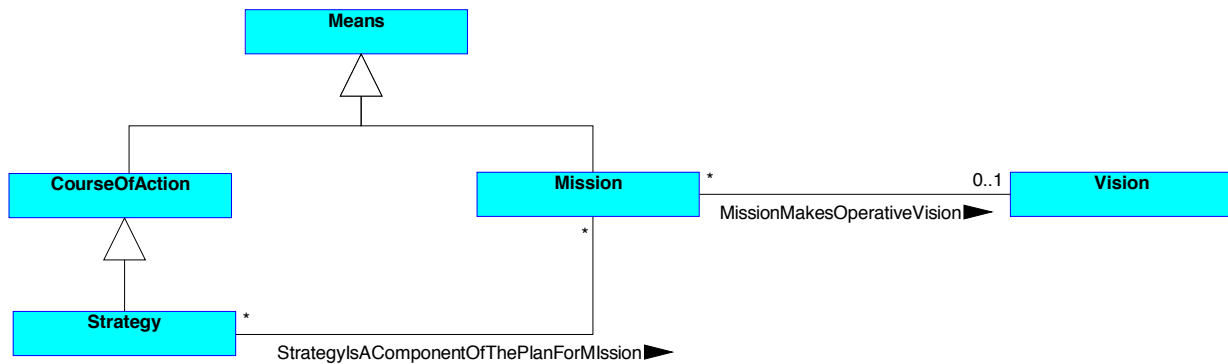 Means
CourseOfAction
Mission
*
0..1
Vision
MissionMakesOperativeVision
*
Strategy
*
StrategyIsAComponentOfThePlanForMIssion